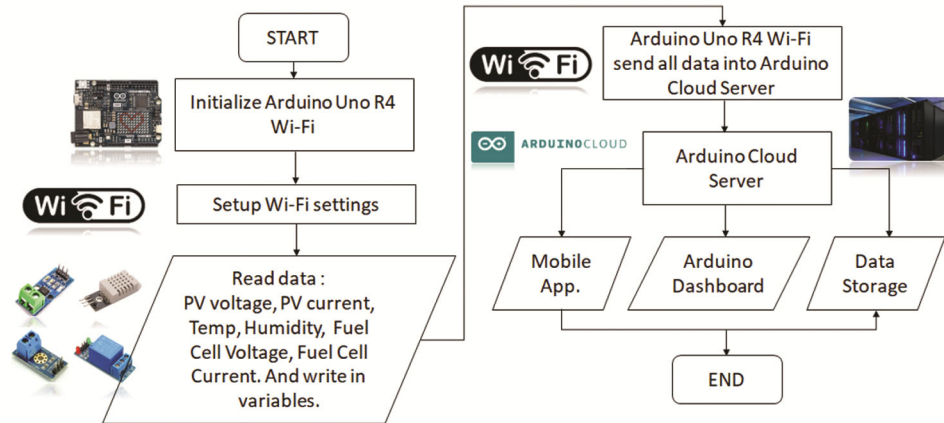 START
Initialize Arduino Uno R4
Wi-Fi
Wi Fi
Setup Wi-Fi settings
Read data :
PV voltage, PV current,
Temp, Humidity, Fuel
Cell Voltage, Fuel Cell
Current. And write in
variables.
Wi Fi
Arduino Uno R4 Wi-Fi
send all data into Arduino
Cloud Server
ARDUINOCLOUD
Arduino Cloud
Server
Mobile
App.
Arduino
Dashboard
Data
Storage
END